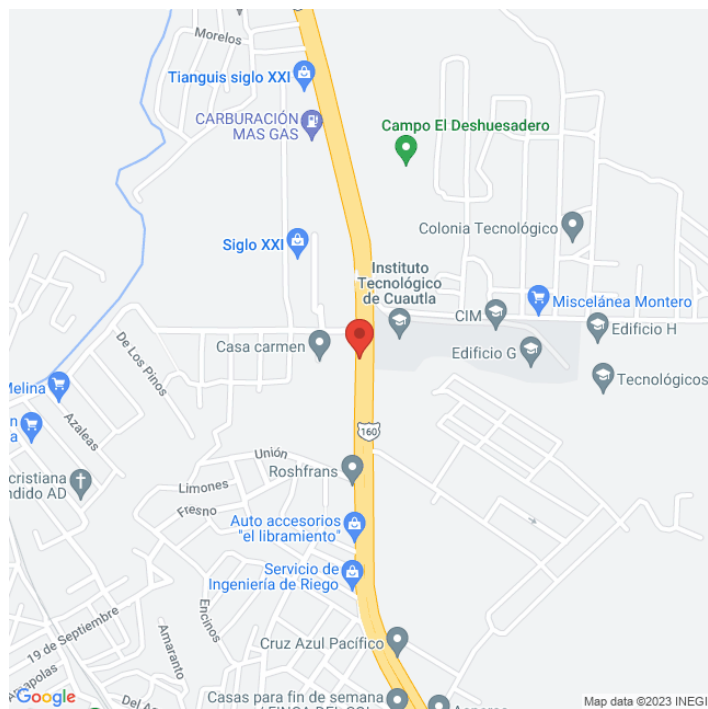 Morelos
Tianguis siglo XXI
CARBURACIÓN
MAS GAS
Campo El Deshuesadero
Colonia Tecnológico
Siglo XXI
Instituto
Tecnológico
de Cuautla
Miscelánea Montero
CIM
Edificio H
Casa carmen
Edificio G
De Los Pinos
Tecnológicos
Melina
Azaleas
160
Unión
Roshfrans
cristiana
Limones
Fresno
Auto accesorios
"el libramiento"
Servicio de
Ingeniería de Riego
Encinos
19 de Septiembre
Amaranto
Cruz Azul Pacífico
Amapolas
Google
Casas para fin de semana
Map data ©2023 INEGI